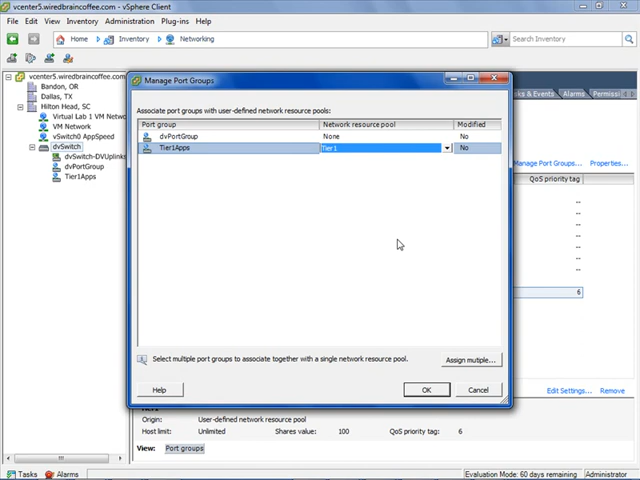 vcenter5.wiredbraincoffee.com - vSphere Client
File Edit View Inventory Administration Plug-ins Help
Home Inventory Networking Search Inventory
vcenter5.wiredbraincoffee.com
Bandon, OR
Dallas, TX
Hilton Head, SC
Virtual Lab 1 VM Netwo
VM Network
vSwitch0 AppSpeed
dvSwitch
dvSwitch-DVUplinks
dvPortGroup
Tier1Apps
Manage Port Groups
Associate port groups with user-defined network resource pools:
Port group Network resource pool Modified
dvPortGroup None No
Tier1Apps Tier1 No
Select multiple port groups to associate together with a single network resource pool.
Assign mutiple...
Help OK Cancel
sks & Events Alarms Permissi
Manage Port Groups... Properties...
QoS priority tag
--
--
--
--
--
--
6
Edit Settings... Remove
Origin: User-defined network resource pool
Host limit: Unlimited Shares value: 100 QoS priority tag: 6
View: Port groups
Tasks Alarms Evaluation Mode: 60 days remaining Administrator